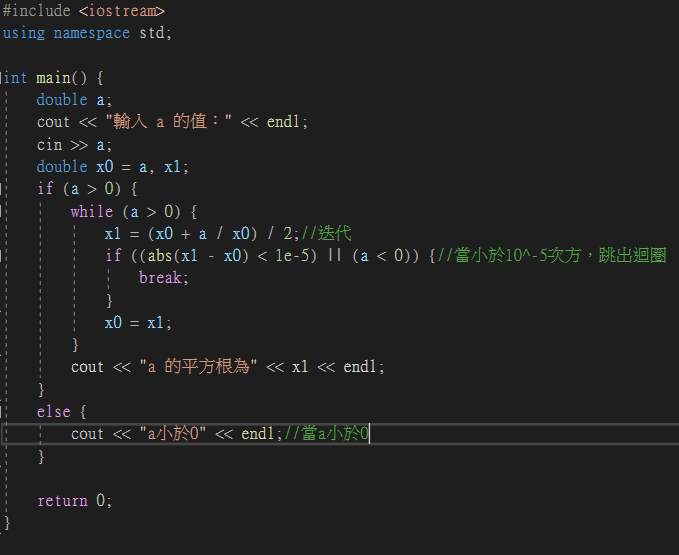 #include <iostream>
using namespace std;
int main() {
double a;
cout << "輸入 a 的值：" << endl;
cin >> a;
double x0 = a, x1;
if (a > 0) {
while (a > 0) {
x1 = (x0 + a / x0) / 2;//迭代
if ((abs(x1 - x0) < 1e-5) || (a < 0)) {//當小於10^-5次方，跳出迴圈
break;
}
x0 = x1;
}
cout << "a 的平方根為" << x1 << endl;
}
else {
cout << "a小於0" << endl;//當a小於0
}
return 0;
}